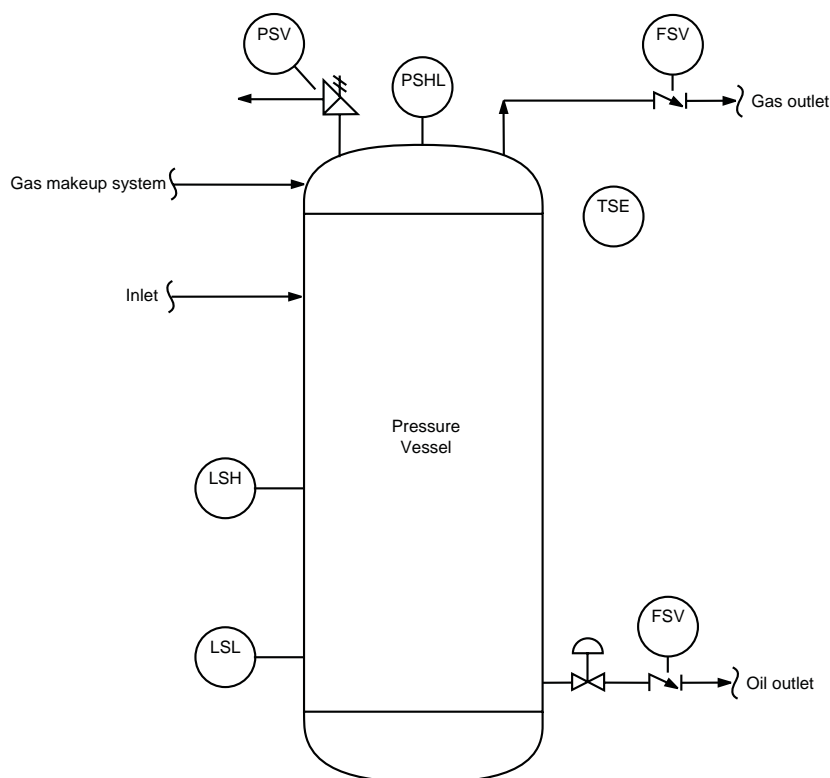 PSV
PSHL
FSV
Gas outlet
Gas makeup system
TSE
Inlet
Pressure
Vessel
LSH
LSL
FSV
Oil outlet